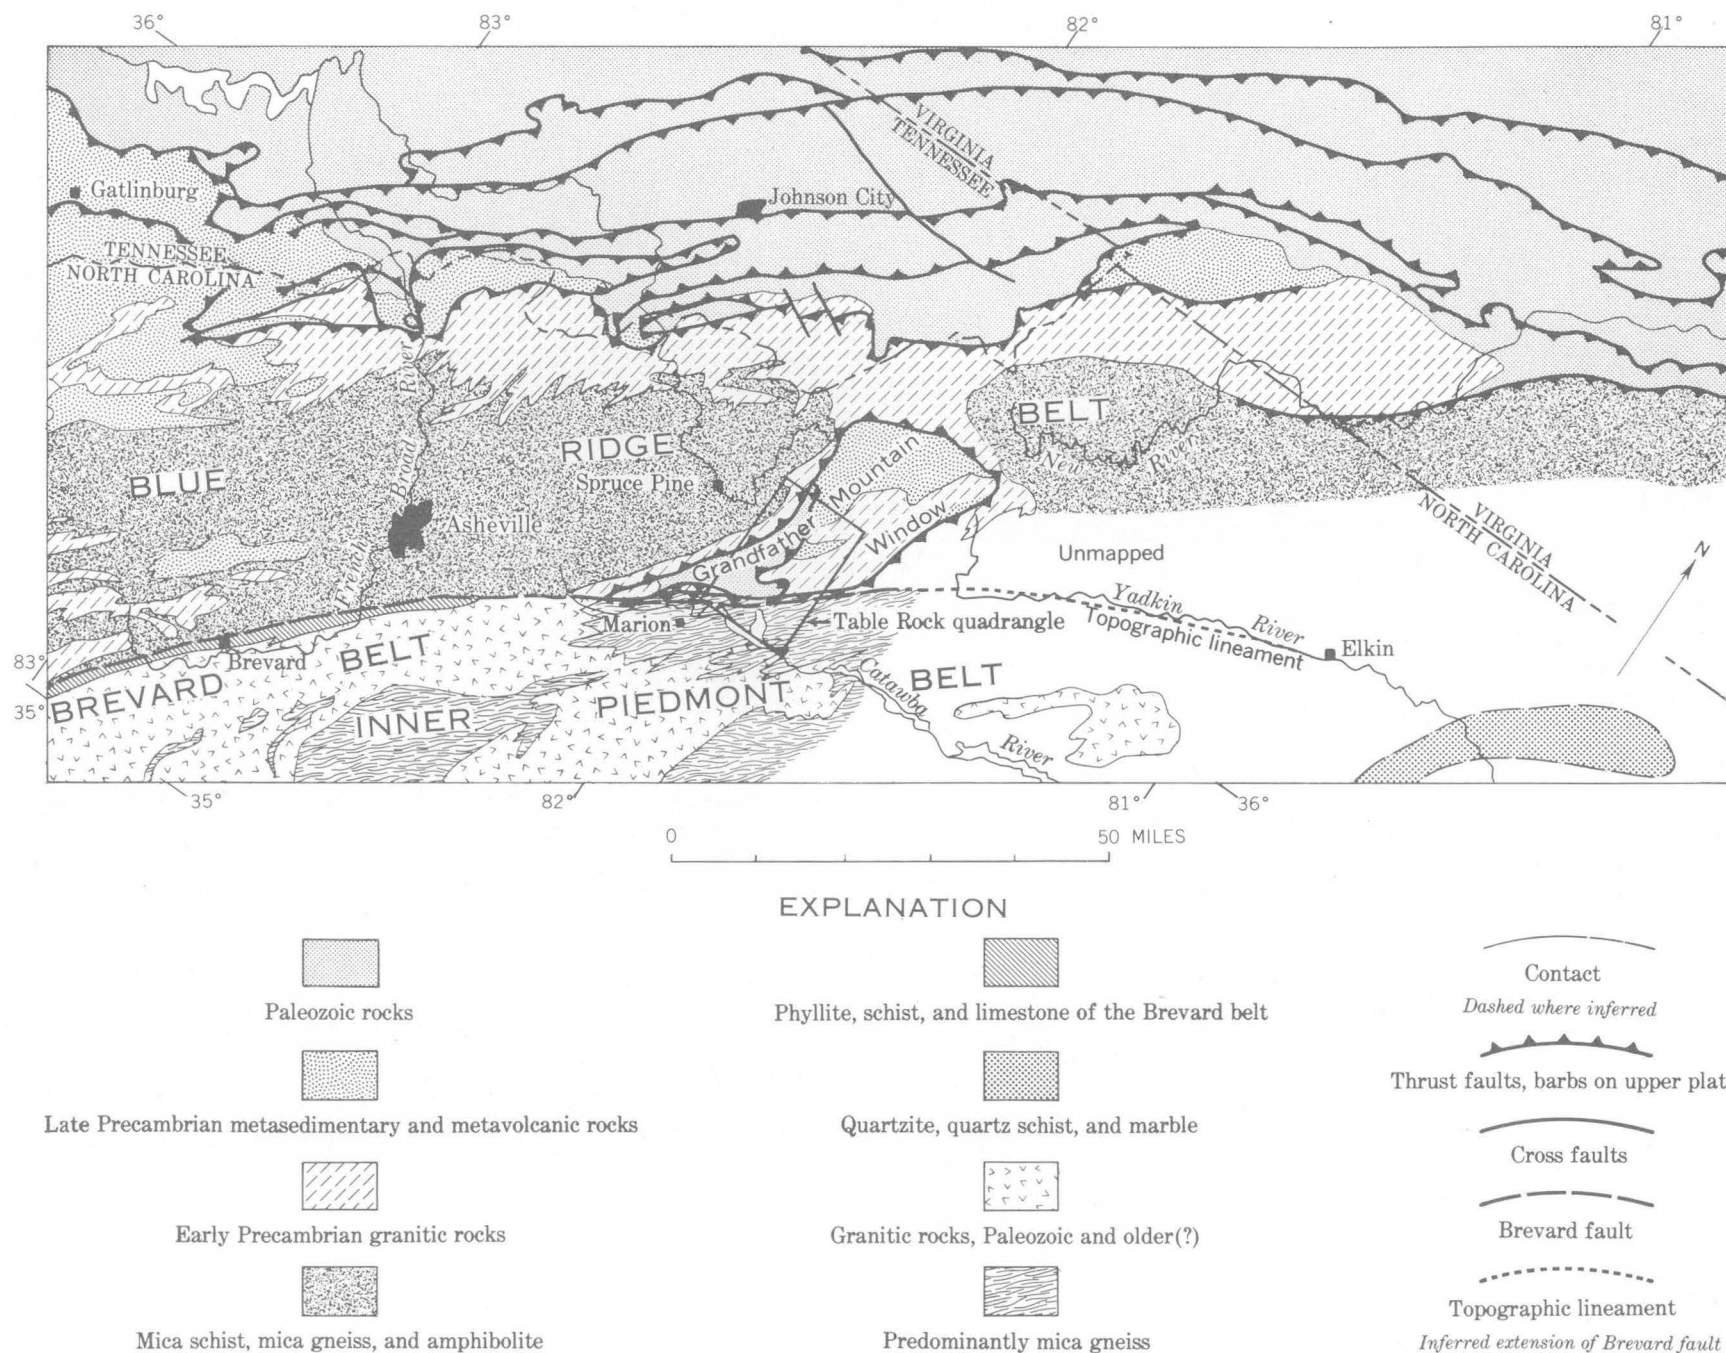 36° 83° 82° 81°
VIRGINIA
TENNESSEE
Gatlinburg
Johnson City
TENNESSEE
NORTH CAROLINA
BLUE
RIDGE
BELT
New River
French Broad River
Spruce Pine
Asheville
Grandfather Mountain
Window
VIRGINIA
NORTH CAROLINA
Unmapped
N
Yadkin River
Topographic lineament
Elkin
Marion
Table Rock quadrangle
Brevard
83°
35°
BREVARD BELT
INNER PIEDMONT BELT
Catawba River
35° 82° 81° 36°
0 50 MILES
EXPLANATION
Paleozoic rocks
Late Precambrian metasedimentary and metavolcanic rocks
Early Precambrian granitic rocks
Mica schist, mica gneiss, and amphibolite
Phyllite, schist, and limestone of the Brevard belt
Quartzite, quartz schist, and marble
Granitic rocks, Paleozoic and older(?)
Predominantly mica gneiss
Contact
Dashed where inferred
Thrust faults, barbs on upper plat
Cross faults
Brevard fault
Topographic lineament
Inferred extension of Brevard fault